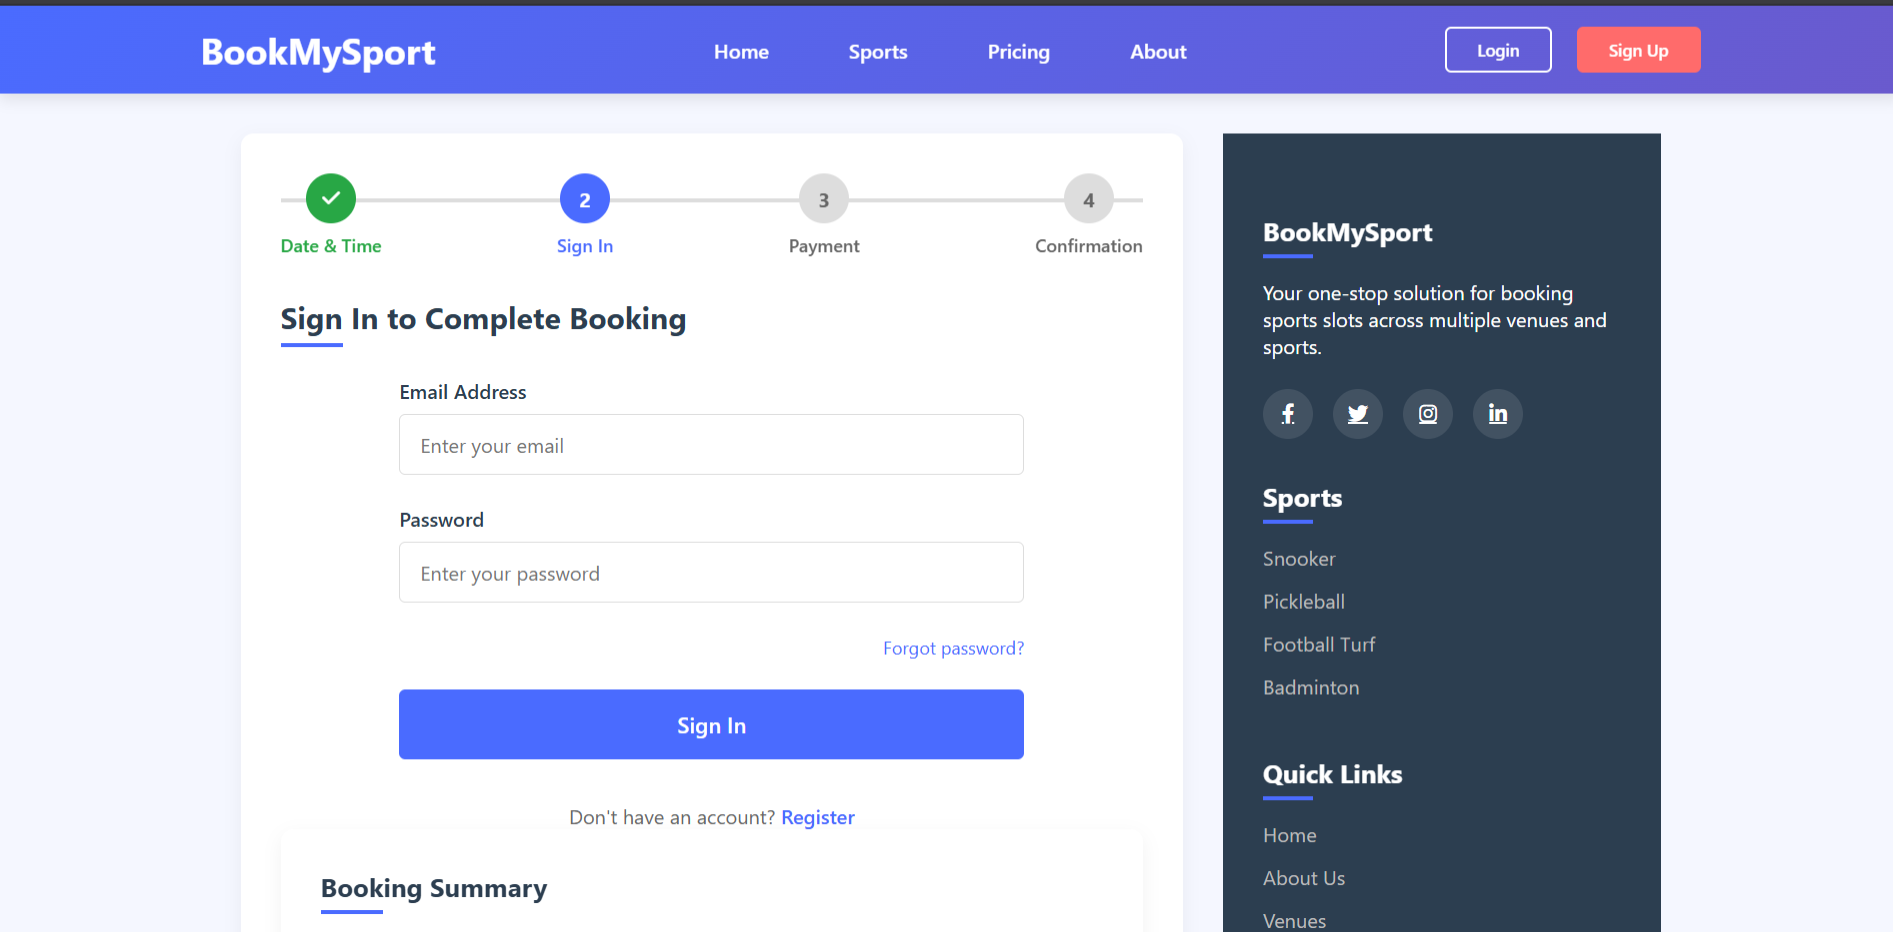 BookMySport
Home Sports Pricing About
Login Sign Up
2 3 4
Date & Time Sign In Payment Confirmation
Sign In to Complete Booking
Email Address
Enter your email
Password
Enter your password
Forgot password?
Sign In
Don't have an account? Register
Booking Summary
BookMySport
Your one-stop solution for booking
sports slots across multiple venues and
sports.
Sports
Snooker
Pickleball
Football Turf
Badminton
Quick Links
Home
About Us
Venues